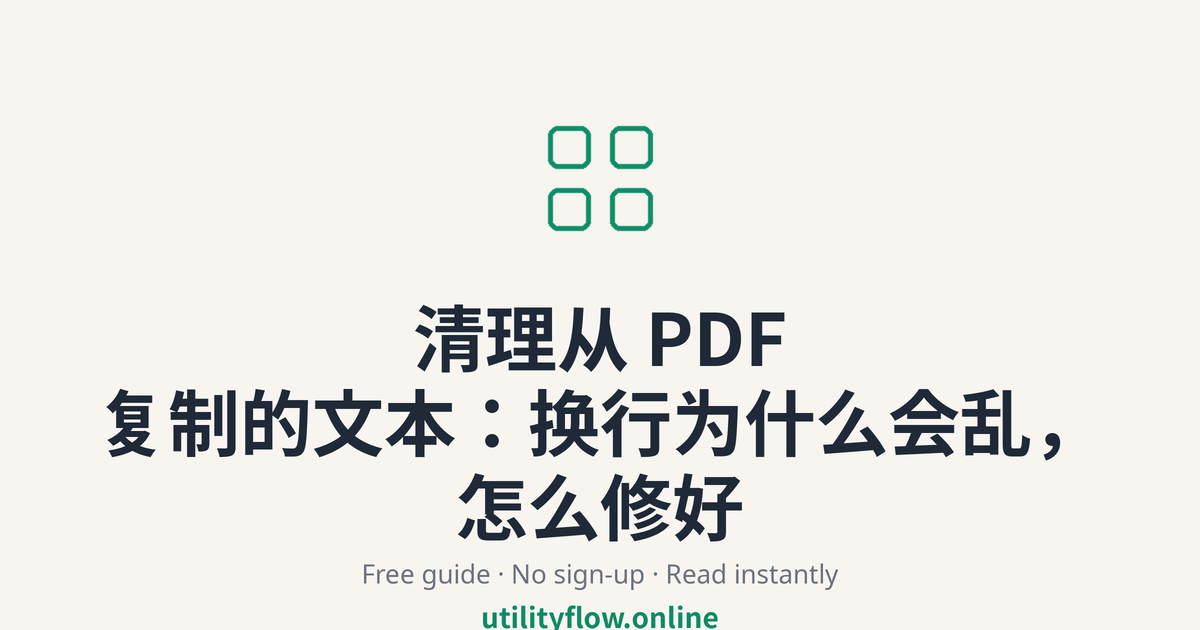 清理从 PDF
复制的文本：换行为什么会乱，
怎么修好
Free guide · No sign-up · Read instantly
utilityflow.online